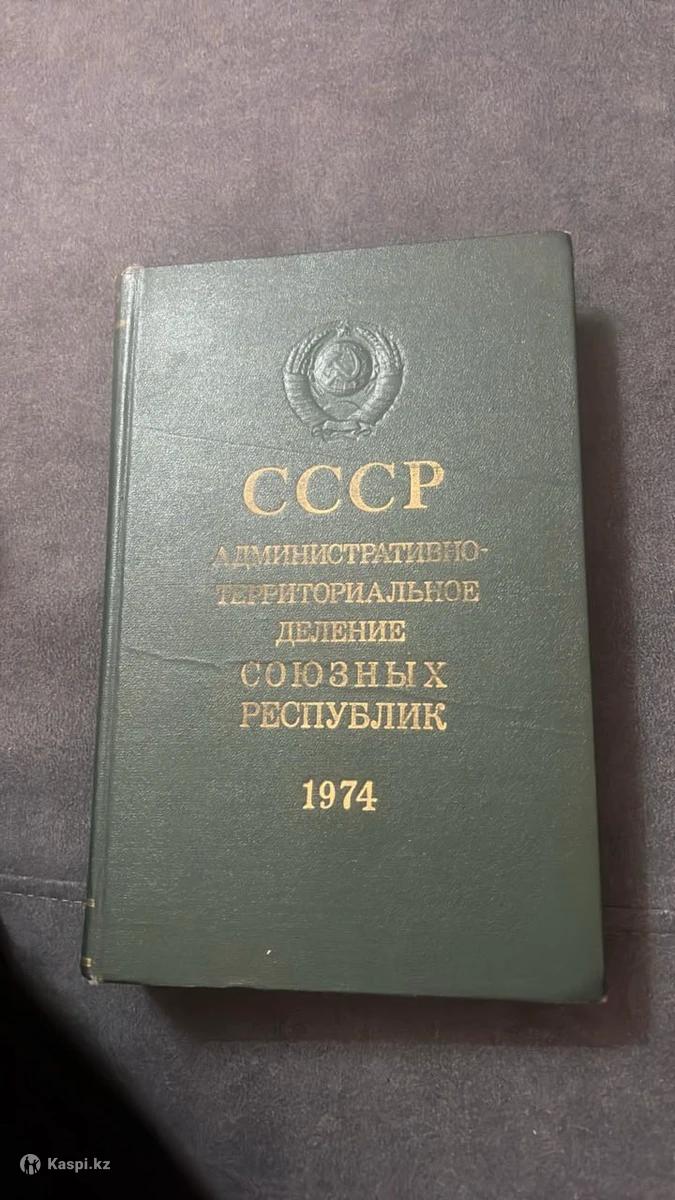 СССР
АДМИНИСТРАТИВНО-
ТЕРРИТОРИАЛЬНОЕ
ДЕЛЕНИЕ
СОЮЗНЫХ
РЕСПУБЛИК
1974
Kaspi.kz